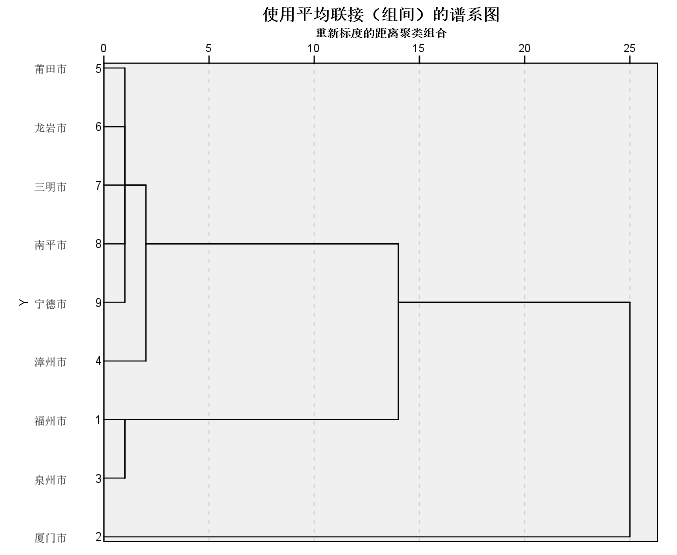 使用平均联接（组间）的谱系图
重新标度的距离聚类组合
0 5 10 15 20 25
莆田市 5
龙岩市 6
三明市 7
南平市 8
Y
宁德市 9
漳州市 4
福州市 1
泉州市 3
厦门市 2